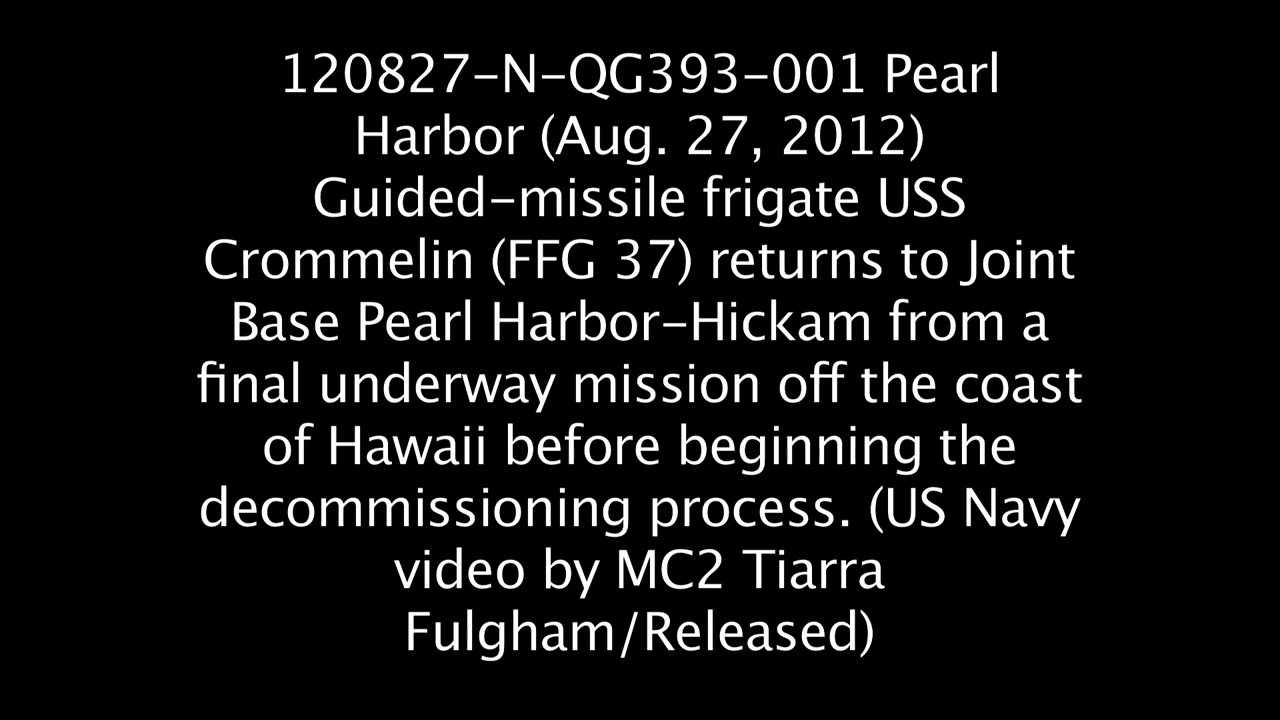 120827-N-QG393-001 Pearl
Harbor (Aug. 27, 2012)
Guided-missile frigate USS
Crommelin (FFG 37) returns to Joint
Base Pearl Harbor-Hickam from a
final underway mission off the coast
of Hawaii before beginning the
decommissioning process. (US Navy
video by MC2 Tiarra
Fulgham/Released)